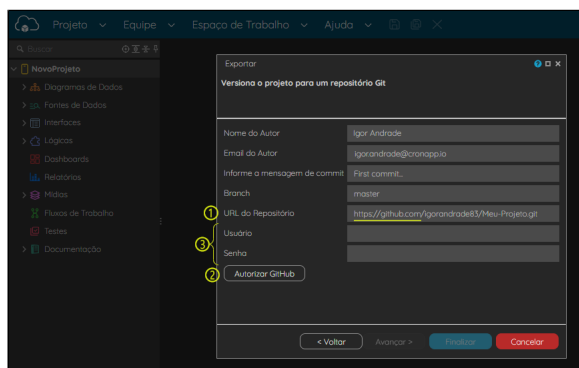 Projeto Equipe Espaço de Trabalho Ajuda
Buscar
NovoProjeto
Diagramas de Dados
Fontes de Dados
Interfaces
Lógicos
Dashboards
Relatórios
Mídias
Fluxos de Trabalho
Testes
Documentação
Exportar
Versiona o projeto para um repositório Git
Nome do Autor Igor Andrade
Email do Autor igorandrade@cronapp.io
Informe a mensagem de commit First commit...
Branch master
1 URL do Repositório https://github.com/igorandrade83/Meu-Projeto.git
Usuário
3
Senha
2 Autorizar GitHub
< Voltar Avançar > Finalizar Cancelar